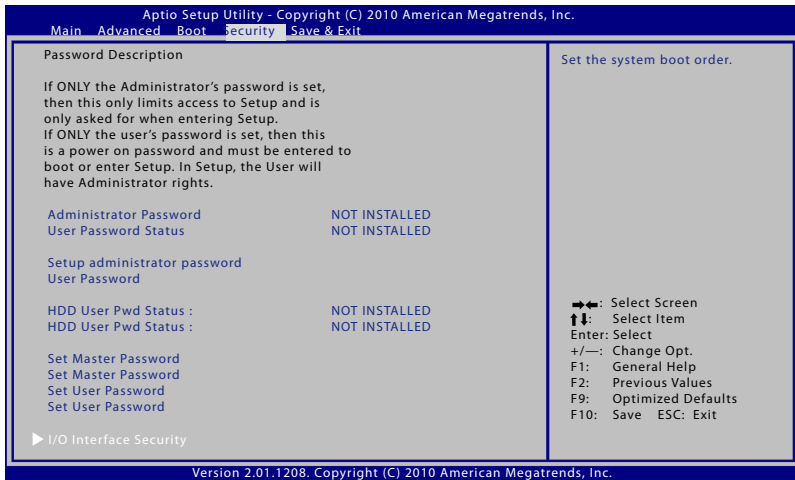 Aptio Setup Utility - Copyright (C) 2010 American Megatrends, Inc.
Main Advanced Boot Security Save & Exit
Password Description
If ONLY the Administrator's password is set,
then this only limits access to Setup and is
only asked for when entering Setup.
If ONLY the user's password is set, then this
is a power on password and must be entered to
boot or enter Setup. In Setup, the User will
have Administrator rights.
Administrator Password NOT INSTALLED
User Password Status NOT INSTALLED
Setup administrator password
User Password
HDD User Pwd Status : NOT INSTALLED
HDD User Pwd Status : NOT INSTALLED
Set Master Password
Set Master Password
Set User Password
Set User Password
I/O Interface Security
Set the system boot order.
→←: Select Screen
↑↓: Select Item
Enter: Select
+/—: Change Opt.
F1: General Help
F2: Previous Values
F9: Optimized Defaults
F10: Save ESC: Exit
Version 2.01.1208. Copyright (C) 2010 American Megatrends, Inc.